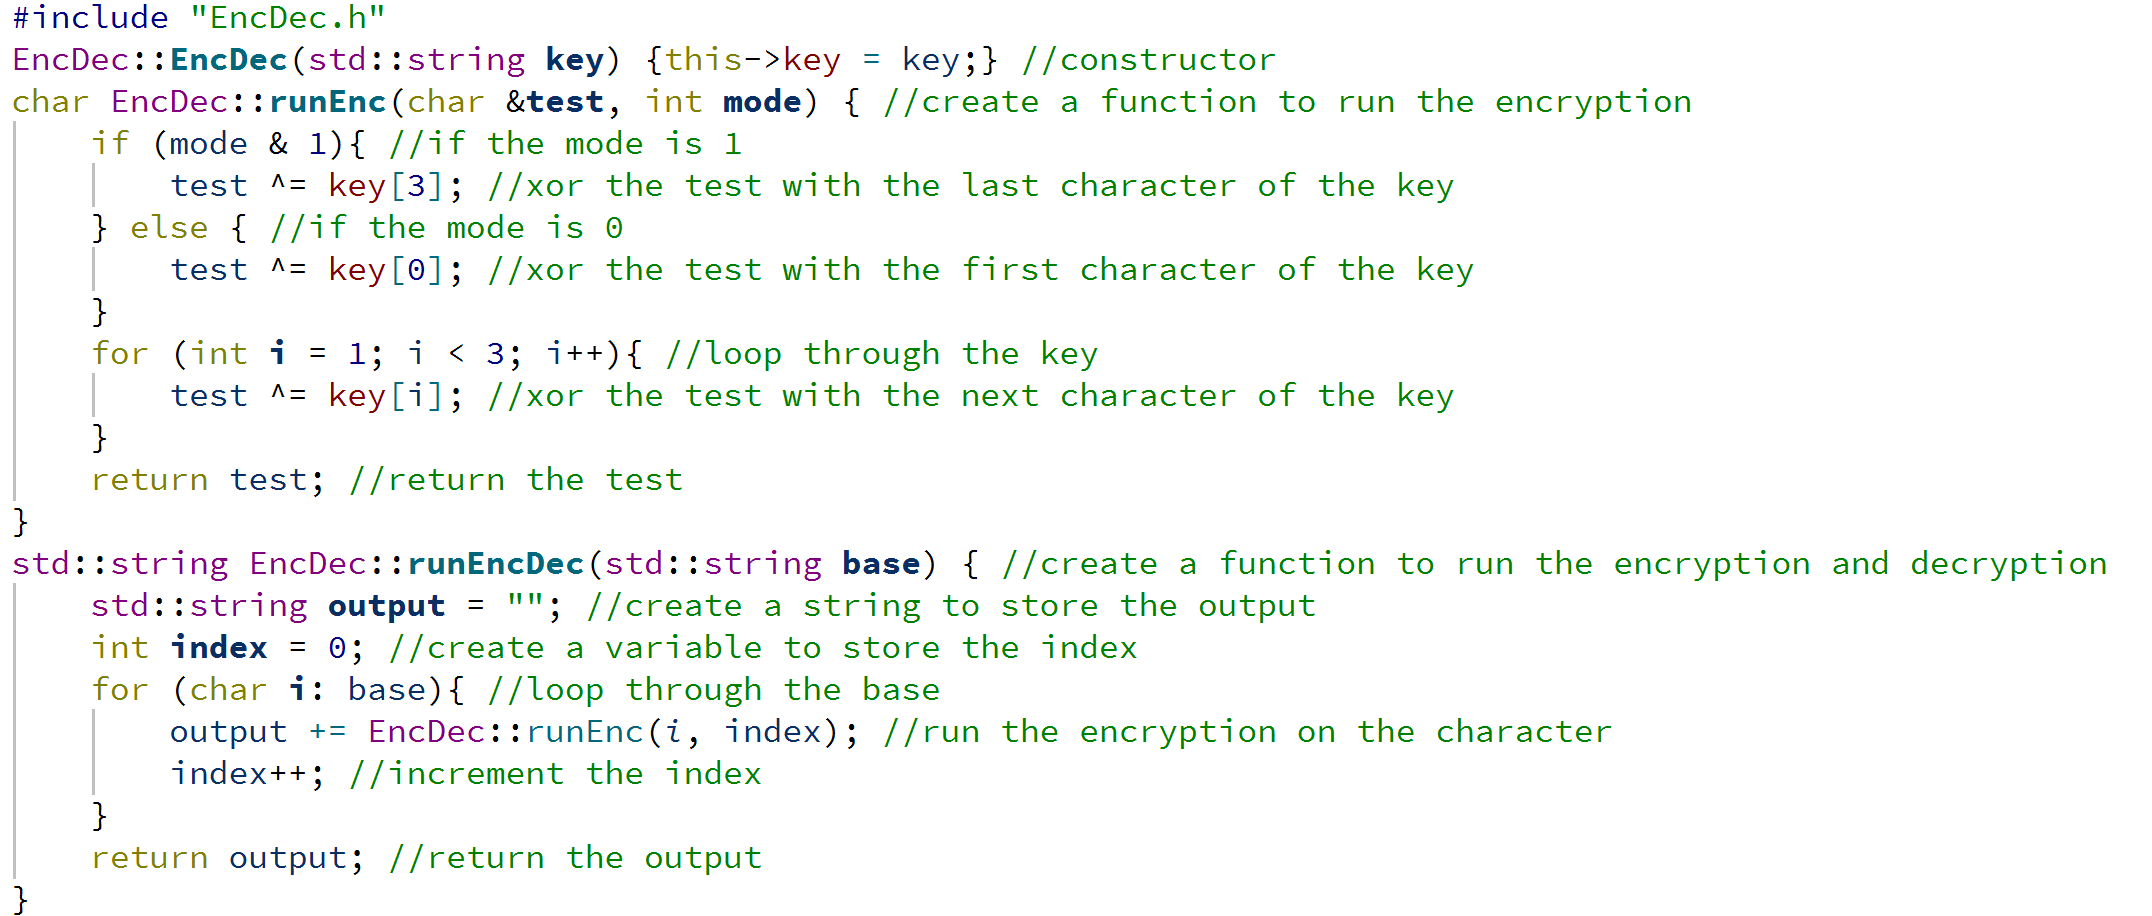 #include "EncDec.h"
EncDec::EncDec(std::string key) {this->key = key;} //constructor
char EncDec::runEnc(char &test, int mode) { //create a function to run the encryption
    if (mode & 1){ //if the mode is 1
        test ^= key[3]; //xor the test with the last character of the key
    } else { //if the mode is 0
        test ^= key[0]; //xor the test with the first character of the key
    }
    for (int i = 1; i < 3; i++){ //loop through the key
        test ^= key[i]; //xor the test with the next character of the key
    }
    return test; //return the test
}
std::string EncDec::runEncDec(std::string base) { //create a function to run the encryption and decryption
    std::string output = ""; //create a string to store the output
    int index = 0; //create a variable to store the index
    for (char i: base){ //loop through the base
        output += EncDec::runEnc(i, index); //run the encryption on the character
        index++; //increment the index
    }
    return output; //return the output
}